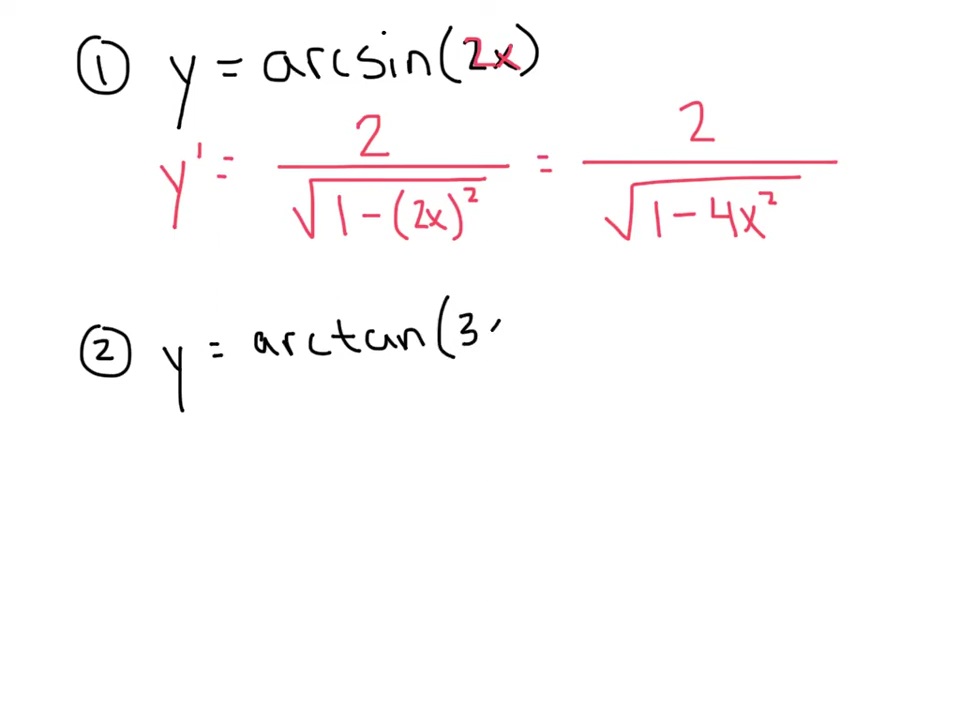 ① y = arcsin(2x)
y' = 2/√(1-(2x)²) = 2/√(1-4x²)
② y = arctan(3